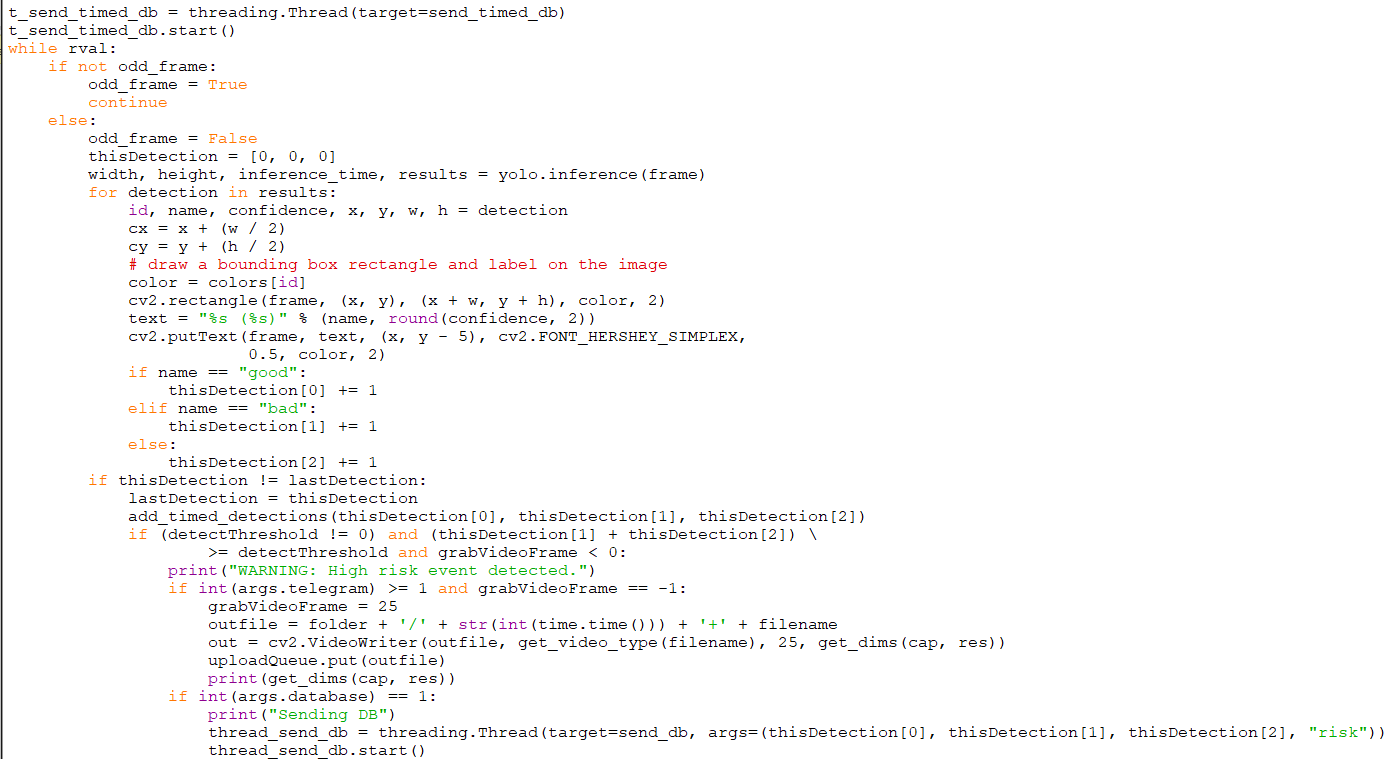 t_send_timed_db = threading.Thread(target=send_timed_db)
t_send_timed_db.start()
while rval:
    if not odd_frame:
        odd_frame = True
        continue
    else:
        odd_frame = False
        thisDetection = [0, 0, 0]
        width, height, inference_time, results = yolo.inference(frame)
        for detection in results:
            id, name, confidence, x, y, w, h = detection
            cx = x + (w / 2)
            cy = y + (h / 2)
            # draw a bounding box rectangle and label on the image
            color = colors[id]
            cv2.rectangle(frame, (x, y), (x + w, y + h), color, 2)
            text = "%s (%s)" % (name, round(confidence, 2))
            cv2.putText(frame, text, (x, y - 5), cv2.FONT_HERSHEY_SIMPLEX,
                        0.5, color, 2)
            if name == "good":
                thisDetection[0] += 1
            elif name == "bad":
                thisDetection[1] += 1
            else:
                thisDetection[2] += 1
        if thisDetection != lastDetection:
            lastDetection = thisDetection
            add_timed_detections(thisDetection[0], thisDetection[1], thisDetection[2])
            if (detectThreshold != 0) and (thisDetection[1] + thisDetection[2]) \
                    >= detectThreshold and grabVideoFrame < 0:
                print("WARNING: High risk event detected.")
                if int(args.telegram) >= 1 and grabVideoFrame == -1:
                    grabVideoFrame = 25
                    outfile = folder + '/' + str(int(time.time())) + '+' + filename
                    out = cv2.VideoWriter(outfile, get_video_type(filename), 25, get_dims(cap, res))
                    uploadQueue.put(outfile)
                    print(get_dims(cap, res))
                if int(args.database) == 1:
                    print("Sending DB")
                    thread_send_db = threading.Thread(target=send_db, args=(thisDetection[0], thisDetection[1], thisDetection[2], "risk"))
                    thread_send_db.start()